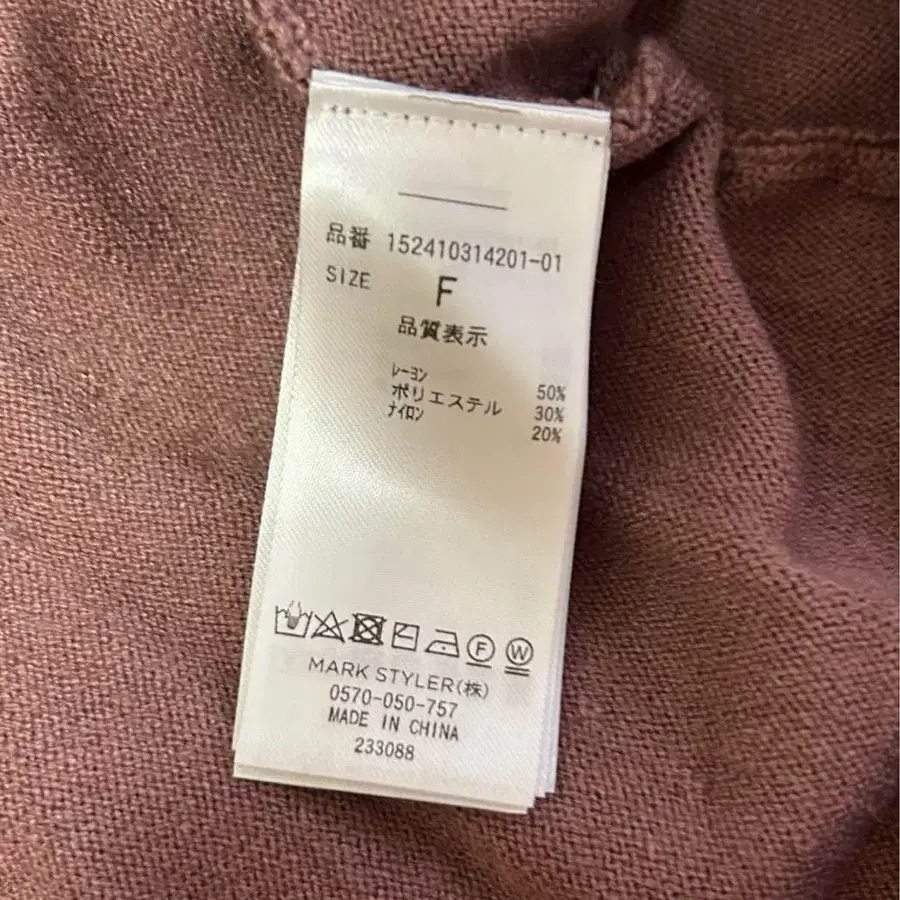 品番 152410314201-01
SIZE F
品質表示
ﾚｰﾖﾝ 50%
ポリエステル 30%
ﾅｲﾛﾝ 20%
F W
MARK STYLER(株)
0570-050-757
MADE IN CHINA
233088